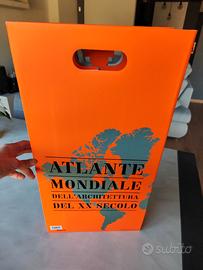 ATLANTE
MONDIALE
DELL'ARCHITETTURA
DEL XX SECOLO
subito